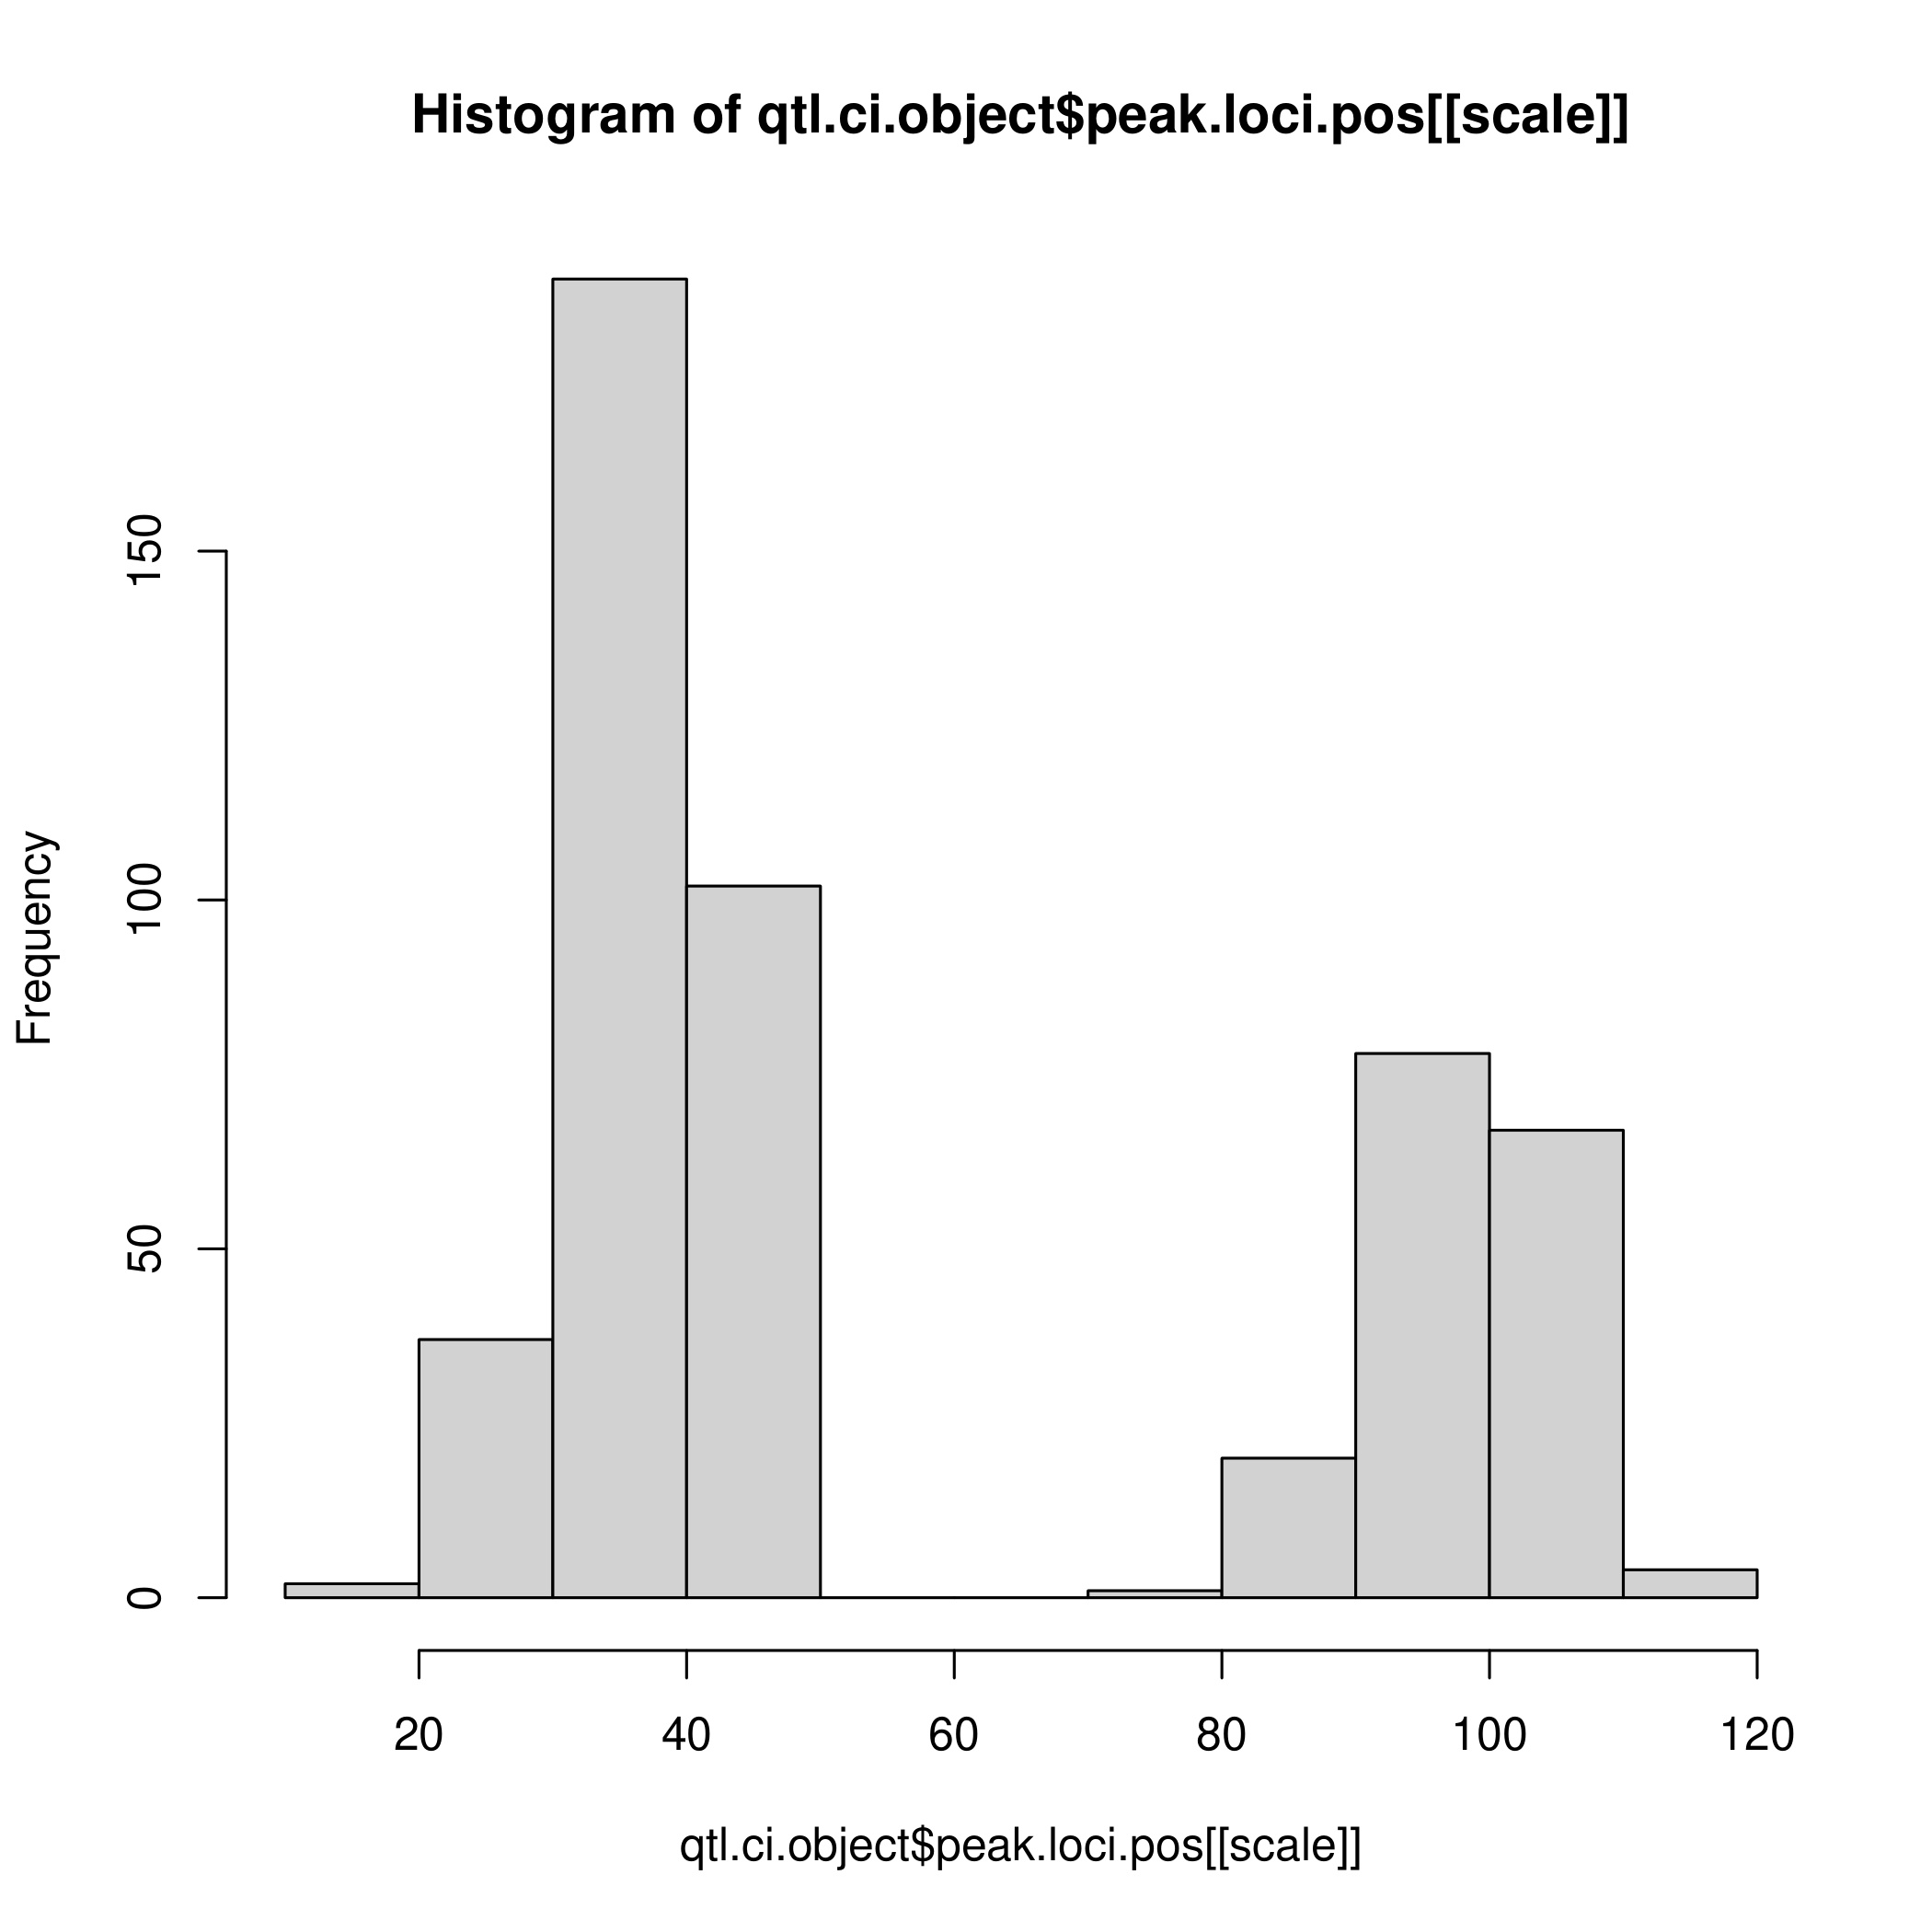 Histogram of qtl.ci.object$peak.loci.pos[[scale]]
Frequency
150
100
50
0
20 40 60 80 100 120
qtl.ci.object$peak.loci.pos[[scale]]